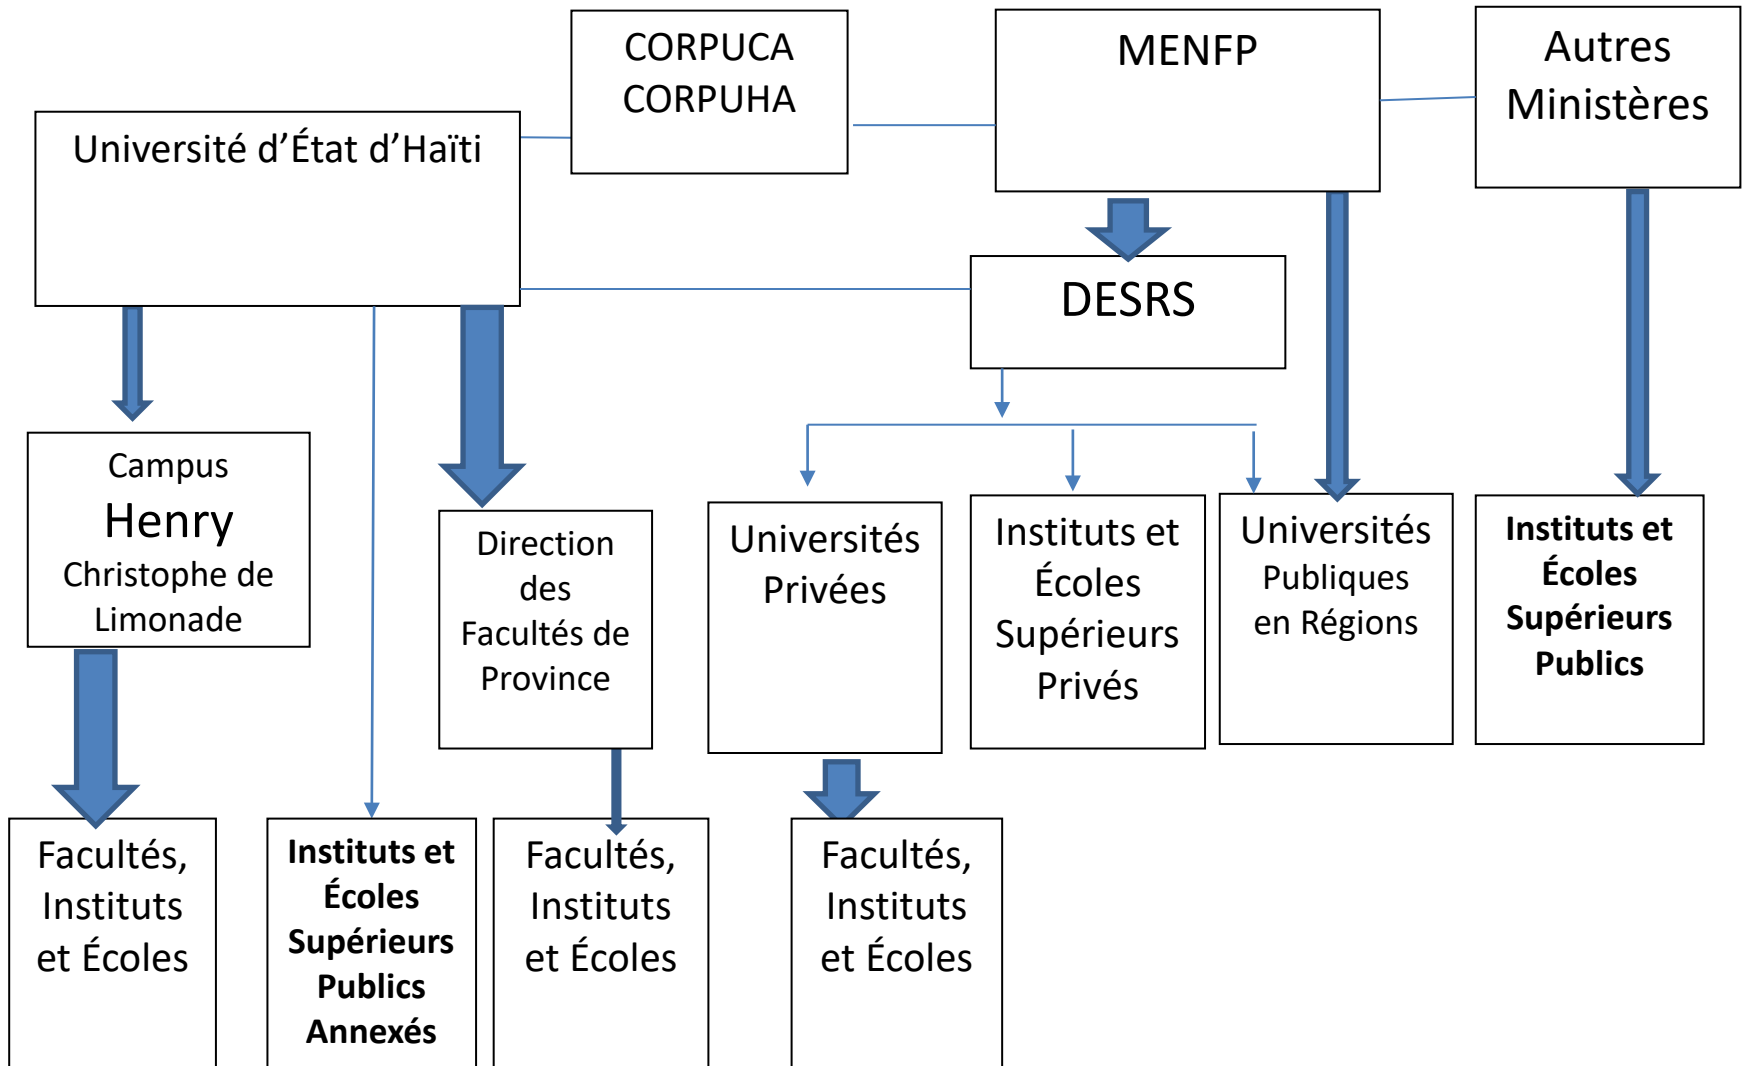 CORPUCA
CORPUHA
MENFP
Autres
Ministères
Université d’État d’Haïti
DESRS
Campus
Henry
Christophe de
Limonade
Direction
des
Facultés de
Province
Universités
Privées
Instituts et
Écoles
Supérieurs
Privés
Universités
Publiques
en Régions
Instituts et
Écoles
Supérieurs
Publics
Facultés,
Instituts
et Écoles
Instituts et
Écoles
Supérieurs
Publics
Annexés
Facultés,
Instituts
et Écoles
Facultés,
Instituts
et Écoles